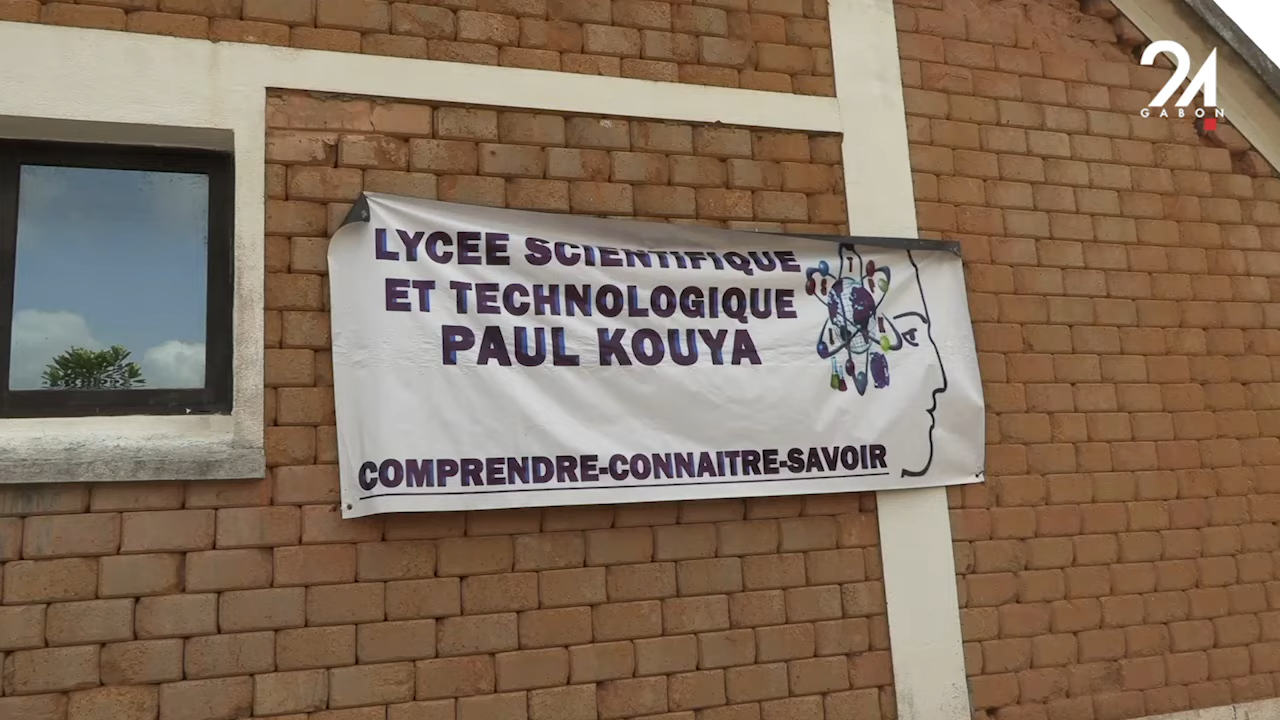 24
GABON
LYCEE SCIENTIFIQUE
ET TECHNOLOGIQUE
PAUL KOUYA
COMPRENDRE-CONNAITRE-SAVOIR